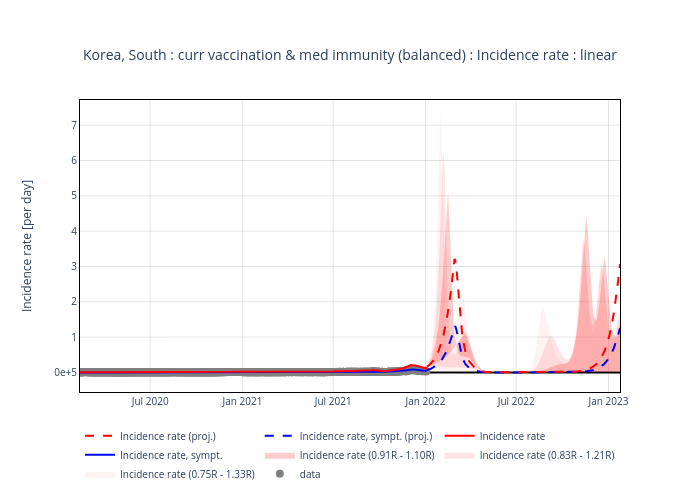 Korea, South : curr vaccination & med immunity (balanced) : Incidence rate : linear
Incidence rate [per day]
7
6
5
4
3
2
1
0e+5
Jul 2020 Jan 2021 Jul 2021 Jan 2022 Jul 2022 Jan 2023
Incidence rate (proj.) Incidence rate, sympt. (proj.) Incidence rate
Incidence rate, sympt. Incidence rate (0.91R - 1.10R) Incidence rate (0.83R - 1.21R)
Incidence rate (0.75R - 1.33R) data